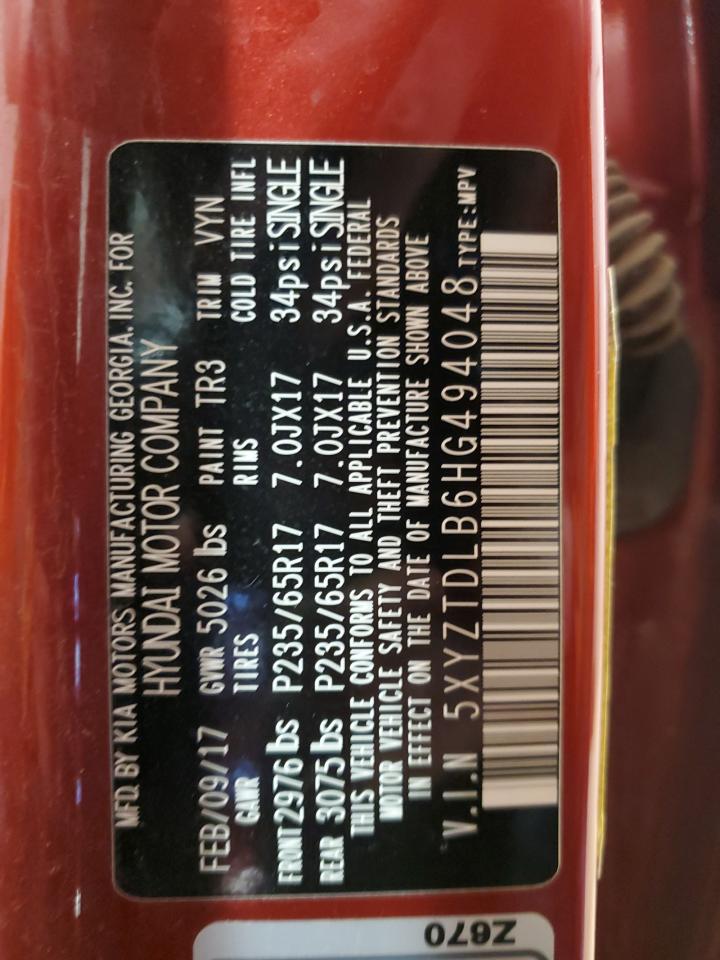 MFD BY KIA MOTORS MANUFACTURING GEORGIA, INC. FOR
HYUNDAI MOTOR COMPANY
FEB/09/17 GVWR 5026 lbs PAINT TR3 TRIM VYN
GAWR TIRES RIMS COLD TIRE INFL
FRONT 2976 lbs P235/65R17 7.0JX17 34psi SINGLE
REAR 3075 lbs P235/65R17 7.0JX17 34psi SINGLE
THIS VEHICLE CONFORMS TO ALL APPLICABLE U.S.A. FEDERAL
MOTOR VEHICLE SAFETY AND THEFT PREVENTION STANDARDS
IN EFFECT ON THE DATE OF MANUFACTURE SHOWN ABOVE
V.I.N 5XYZTDLB6HG494048 TYPE:MPV
Z670